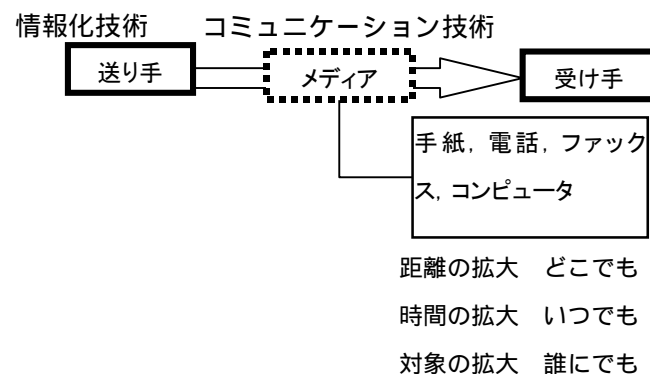 情報化技術　コミュニケーション技術
送り手　メディア　受け手
手紙，電話，ファック
ス，コンピュータ
距離の拡大　どこでも
時間の拡大　いつでも
対象の拡大　誰にでも